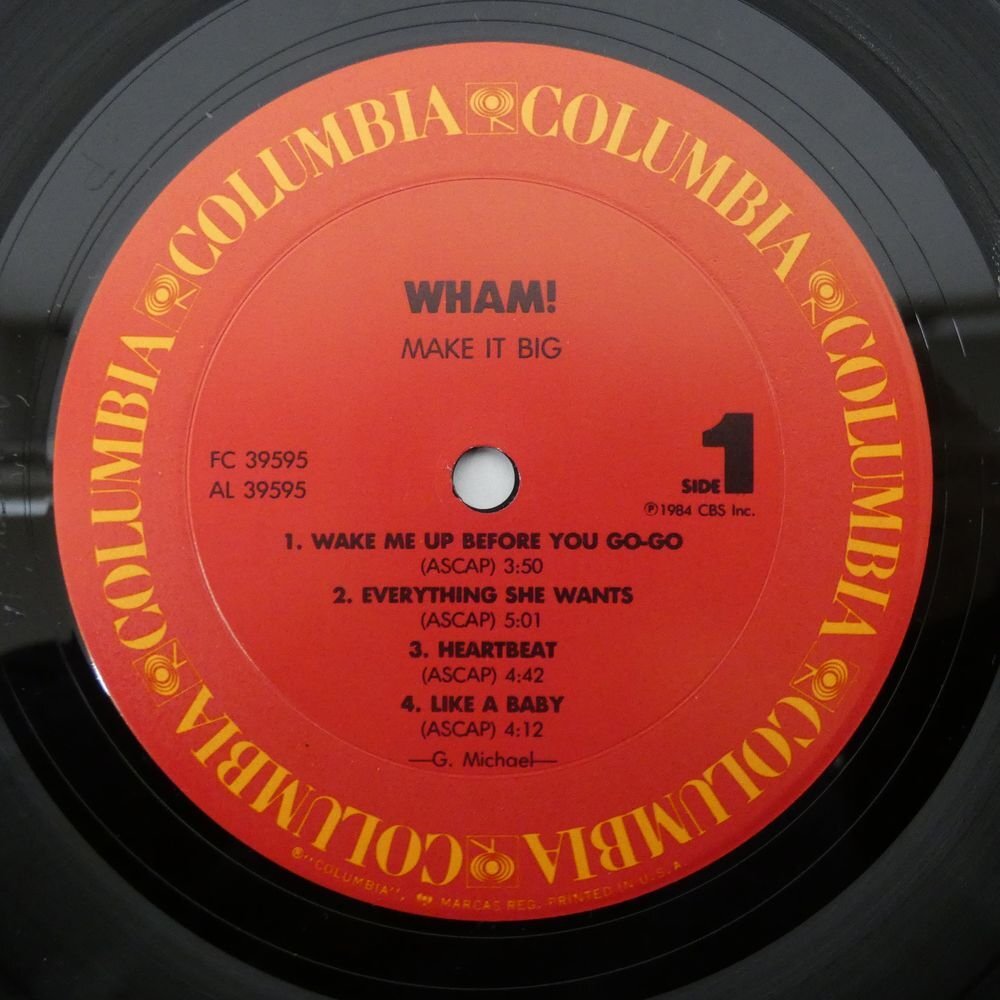 COLUMBIA COLUMBIA COLUMBIA COLUMBIA COLUMBIA COLUMBIA
WHAM!
MAKE IT BIG
FC 39595
AL 39595
SIDE 1
Ⓟ1984 CBS Inc.
1. WAKE ME UP BEFORE YOU GO-GO
(ASCAP) 3:50
2. EVERYTHING SHE WANTS
(ASCAP) 5:01
3. HEARTBEAT
(ASCAP) 4:42
4. LIKE A BABY
(ASCAP) 4:12
—G. Michael—
®"COLUMBIA", MARCAS REG. PRINTED IN U.S.A.